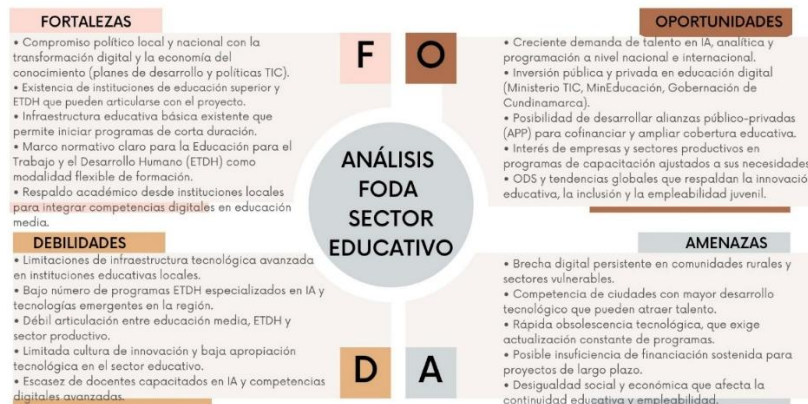 FORTALEZAS
• Compromiso político local y nacional con la
transformación digital y la economía del
conocimiento (planes de desarrollo y políticas TIC).
• Existencia de instituciones de educación superior y
ETDH que pueden articularse con el proyecto.
• Infraestructura educativa básica existente que
permite iniciar programas de corta duración.
• Marco normativo claro para la Educación para el
Trabajo y el Desarrollo Humano (ETDH) como
modalidad flexible de formación.
• Respaldo académico desde instituciones locales
para integrar competencias digitales en educación
media.
F
O
OPORTUNIDADES
• Creciente demanda de talento en IA, analítica y
programación a nivel nacional e internacional.
• Inversión pública y privada en educación digital
(Ministerio TIC, MinEducación, Gobernación de
Cundinamarca).
• Posibilidad de desarrollar alianzas público-privadas
(APP) para cofinanciar y ampliar cobertura educativa.
• Interés de empresas y sectores productivos en
programas de capacitación ajustados a sus necesidades
• ODS y tendencias globales que respaldan la innovació
educativa, la inclusión y la empleabilidad juvenil.
ANÁLISIS
FODA
SECTOR
EDUCATIVO
DEBILIDADES
• Limitaciones de infraestructura tecnológica avanzada
en instituciones educativas locales.
• Bajo número de programas ETDH especializados en IA y
tecnologías emergentes en la región.
• Débil articulación entre educación media, ETDH y
sector productivo.
• Limitada cultura de innovación y baja apropiación
tecnológica en el sector educativo.
• Escasez de docentes capacitados en IA y competencias
digitales avanzadas.
D
A
AMENAZAS
• Brecha digital persistente en comunidades rurales y
sectores vulnerables.
• Competencia de ciudades con mayor desarrollo
tecnológico que pueden atraer talento.
• Rápida obsolescencia tecnológica, que exige
actualización constante de programas.
• Posible insuficiencia de financiación sostenida para
proyectos de largo plazo.
• Desigualdad social y económica que afecta la
continuidad educativa y empleabilidad.